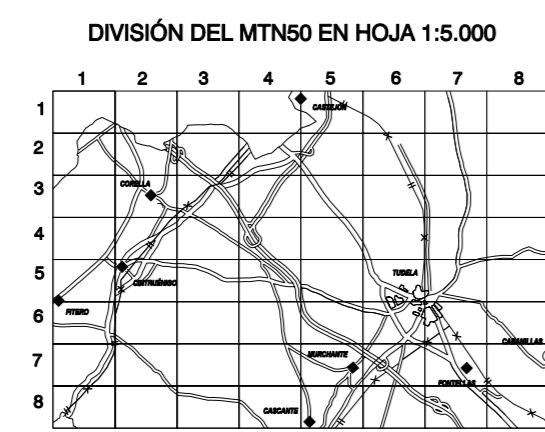 DIVISIÓN DEL MTN50 EN HOJA 1:5.000
1 2 3 4 5 6 7 8
1
CASTEJÓN
2
3
CORELLA
4
5
TUDELA
CINTRUÉNIGO
6
FITERO
CABANILLAS
7
MURCHANTE
FONTELLAS
8
CASCANTE